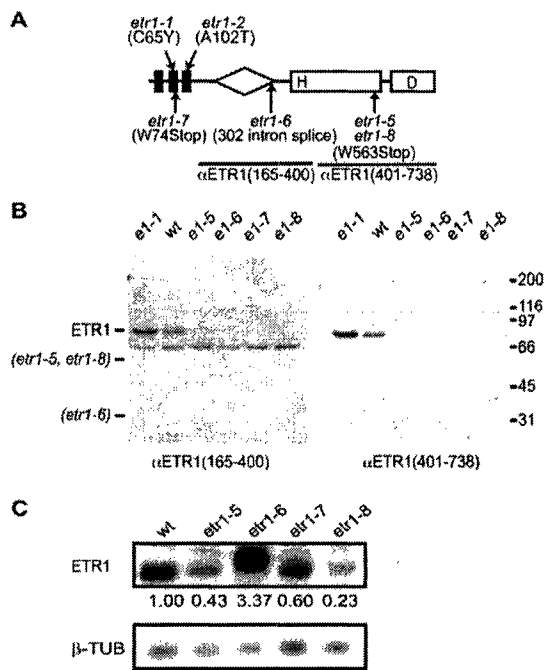 A
etr1-1 etr1-2
(C65Y) (A102T)
H D
etr1-7 etr1-6 etr1-5
etr1-8
(W74Stop) (302 intron splice) (W563Stop)
αETR1(165-400) αETR1(401-738)
B
e1-1 wt e1-5 e1-6 e1-7 e1-8 e1-1 wt e1-5 e1-6 e1-7 e1-8
200
116
97
ETR1
66
(etr1-5, etr1-8)
45
(etr1-6)
31
αETR1(165-400) αETR1(401-738)
C
wt etr1-5 etr1-6 etr1-7 etr1-8
ETR1
1.00 0.43 3.37 0.60 0.23
β-TUB